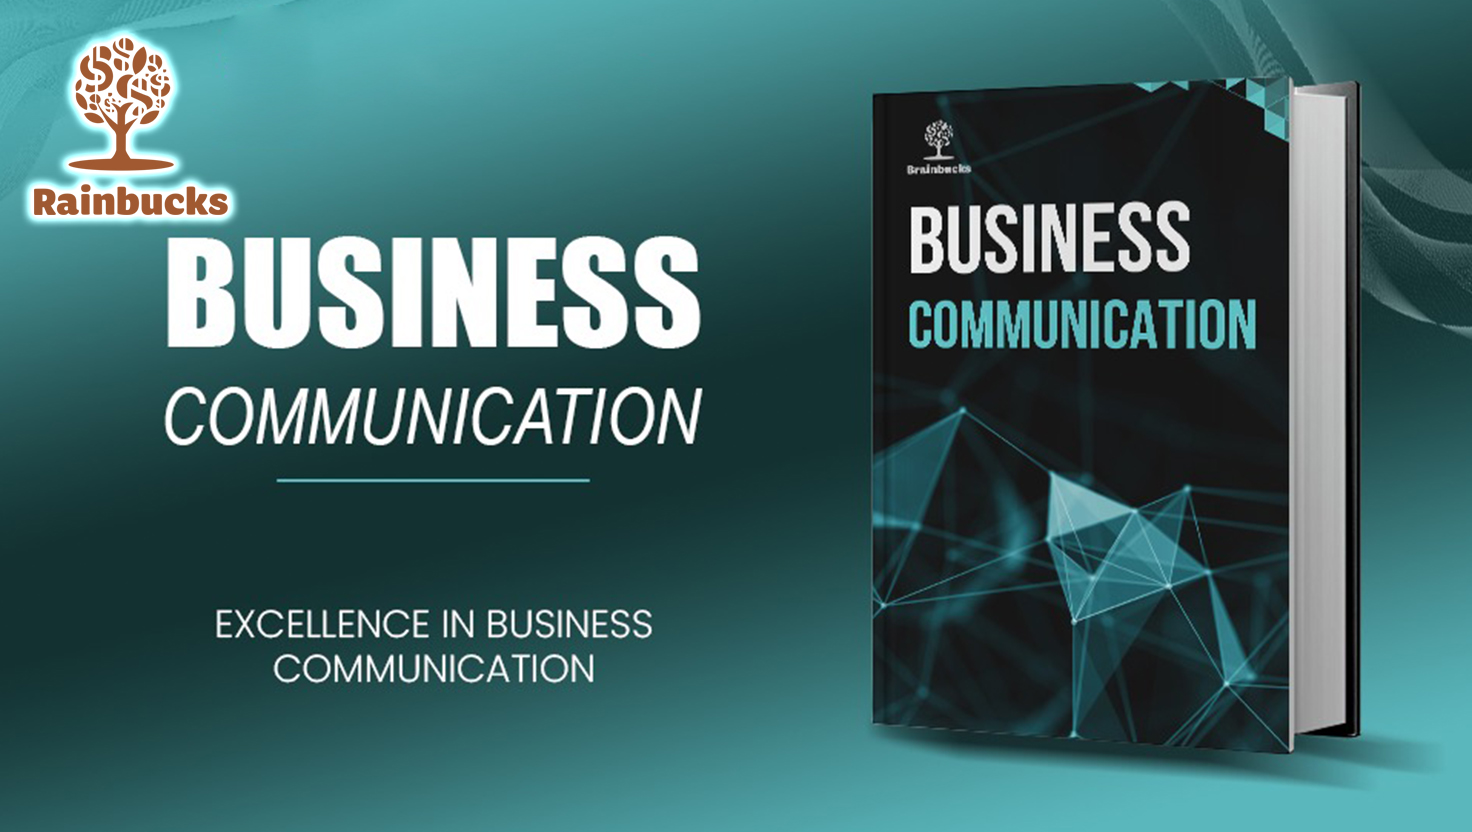 Rainbucks
BUSINESS
COMMUNICATION
EXCELLENCE IN BUSINESS
COMMUNICATION
Brainbucks
BUSINESS
COMMUNICATION